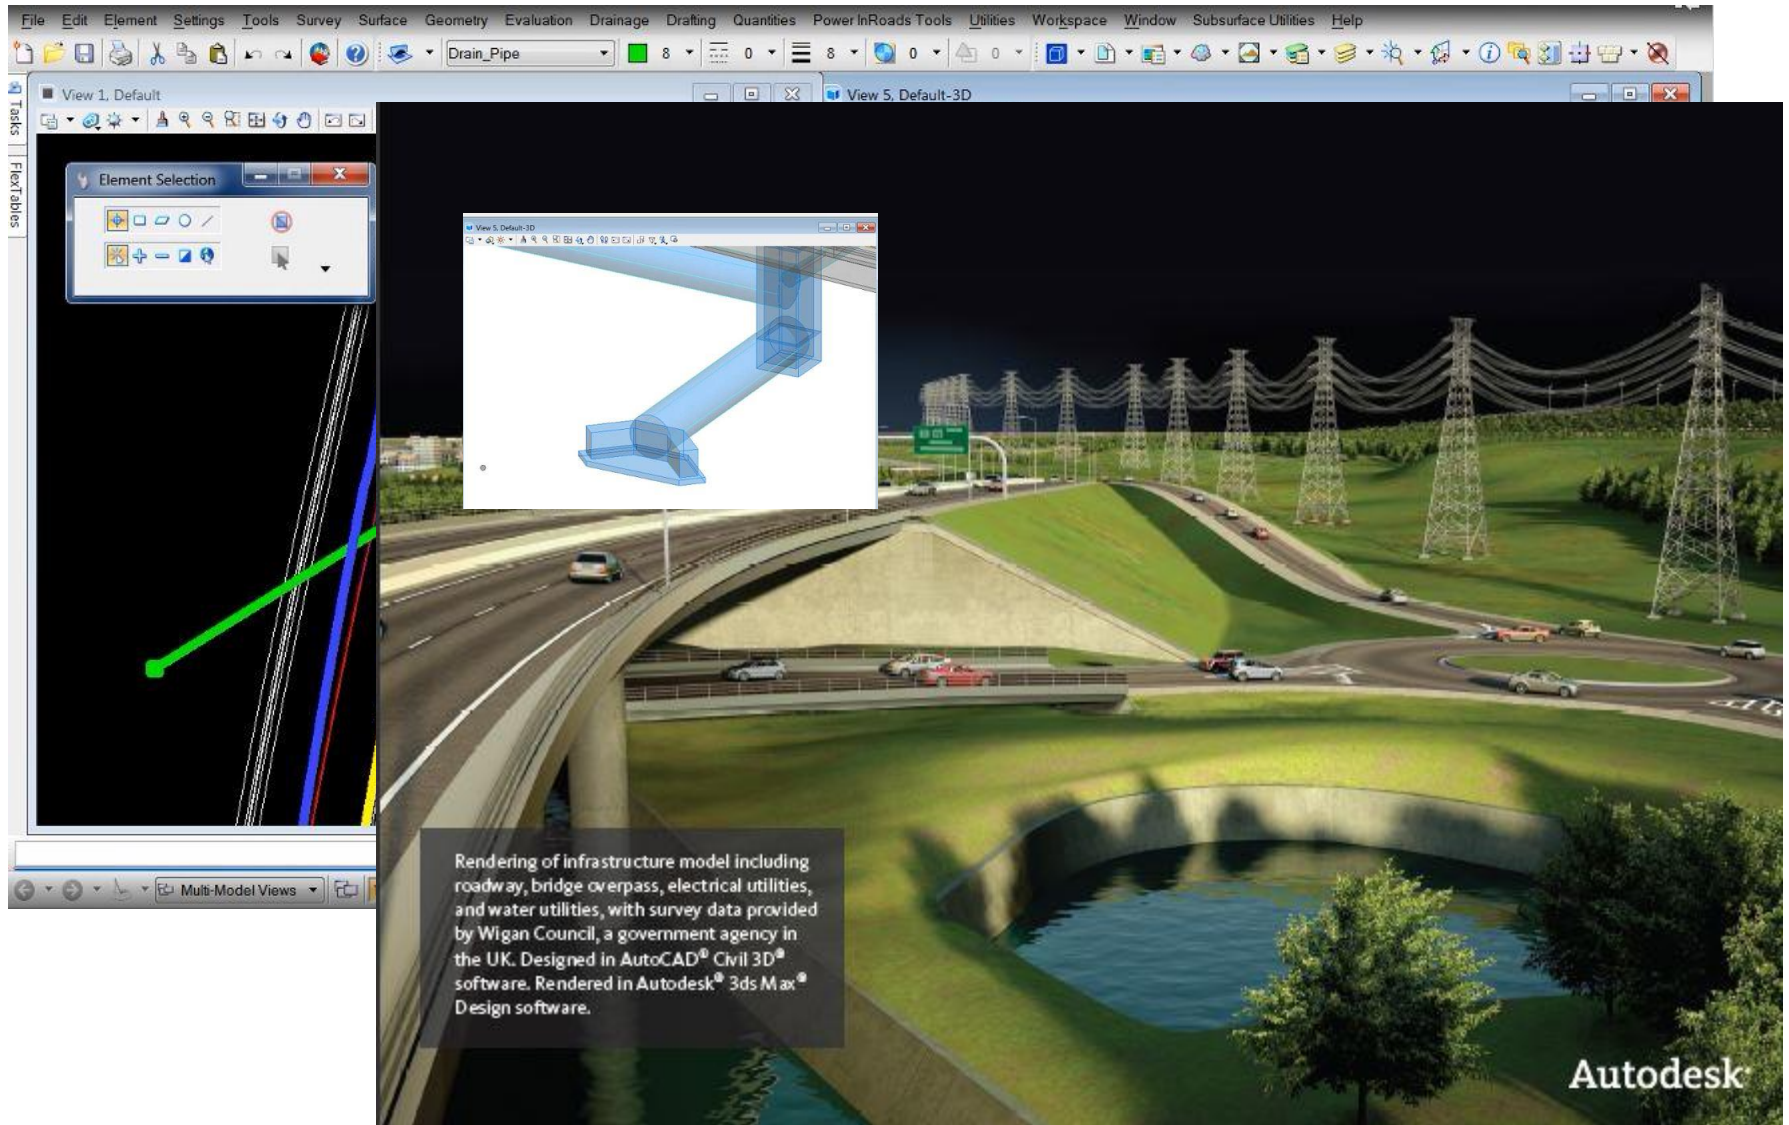 File Edit Element Settings Tools Survey Surface Geometry Evaluation Drainage Drafting Quantities Power InRoads Tools Utilities Workspace Window Subsurface Utilities Help
Drain_Pipe 8 0 8 0 0
Tasks
FlexTables
View 1, Default
View 5, Default-3D
Element Selection
View 5, Default-3D
Rendering of infrastructure model including
roadway, bridge overpass, electrical utilities,
and water utilities, with survey data provided
by Wigan Council, a government agency in
the UK. Designed in AutoCAD® Civil 3D®
software. Rendered in Autodesk® 3ds Max®
Design software.
Multi-Model Views
Autodesk